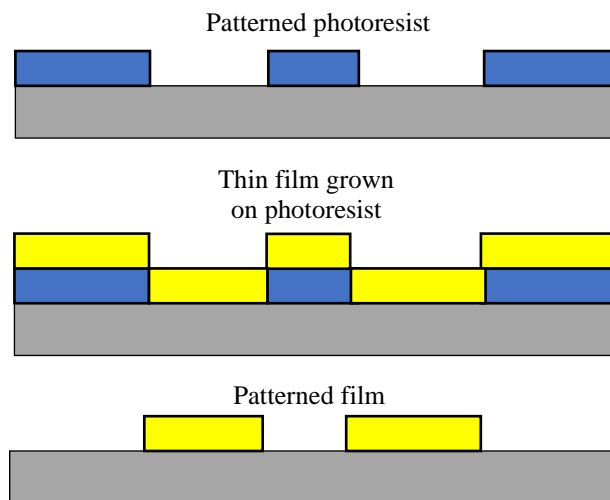 Patterned photoresist
Thin film grown
on photoresist
Patterned film